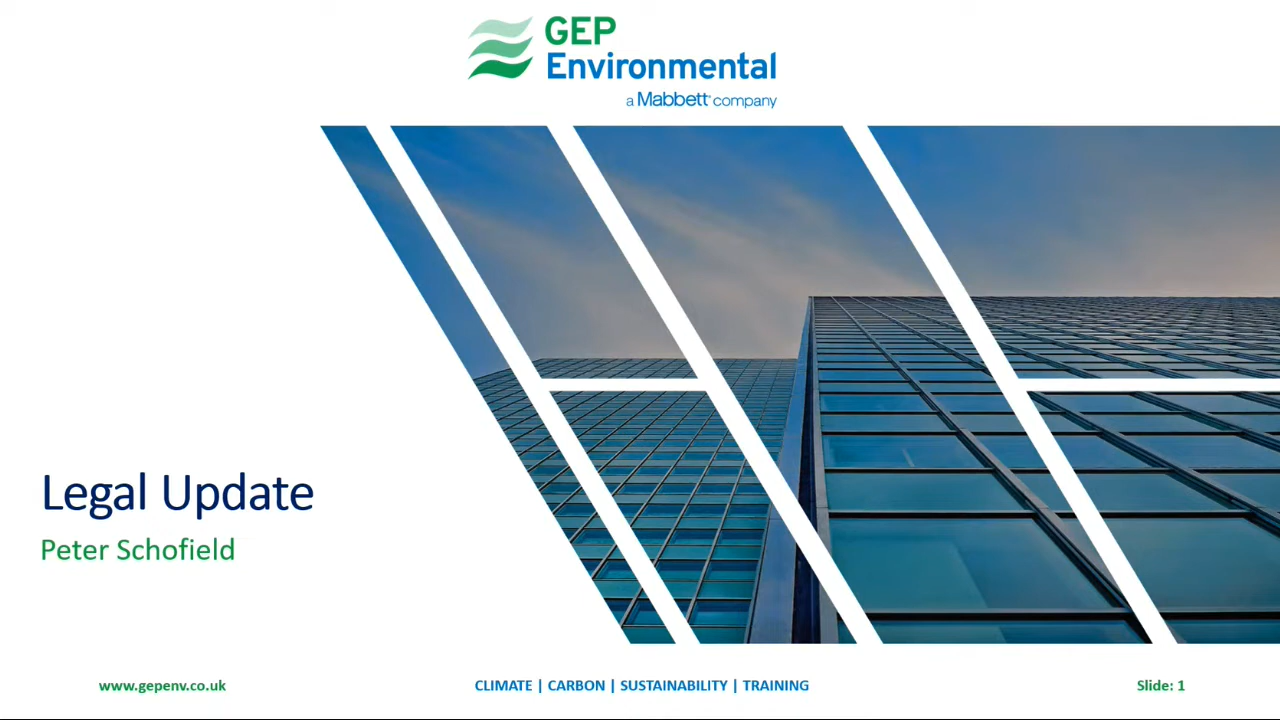 GEP
Environmental
a Mabbett company
Legal Update
Peter Schofield
www.gepenv.co.uk
CLIMATE | CARBON | SUSTAINABILITY | TRAINING
Slide: 1